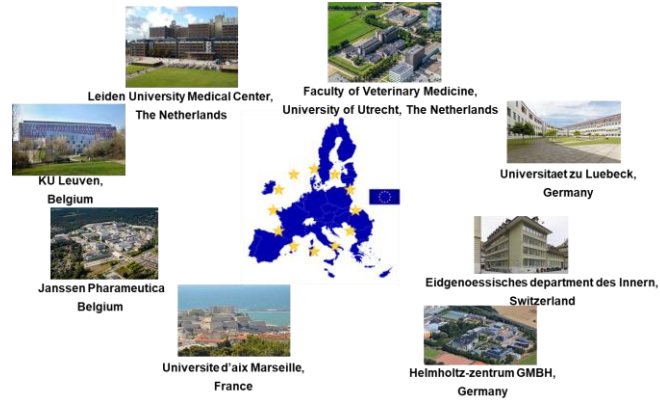 Leiden University Medical Center,
The Netherlands
Faculty of Veterinary Medicine,
University of Utrecht, The Netherlands
KU Leuven,
Belgium
Universitaet zu Luebeck,
Germany
Janssen Pharameutica
Belgium
Eidgenoessisches department des Innern,
Switzerland
Universite d'aix Marseille,
France
Helmholtz-zentrum GMBH,
Germany